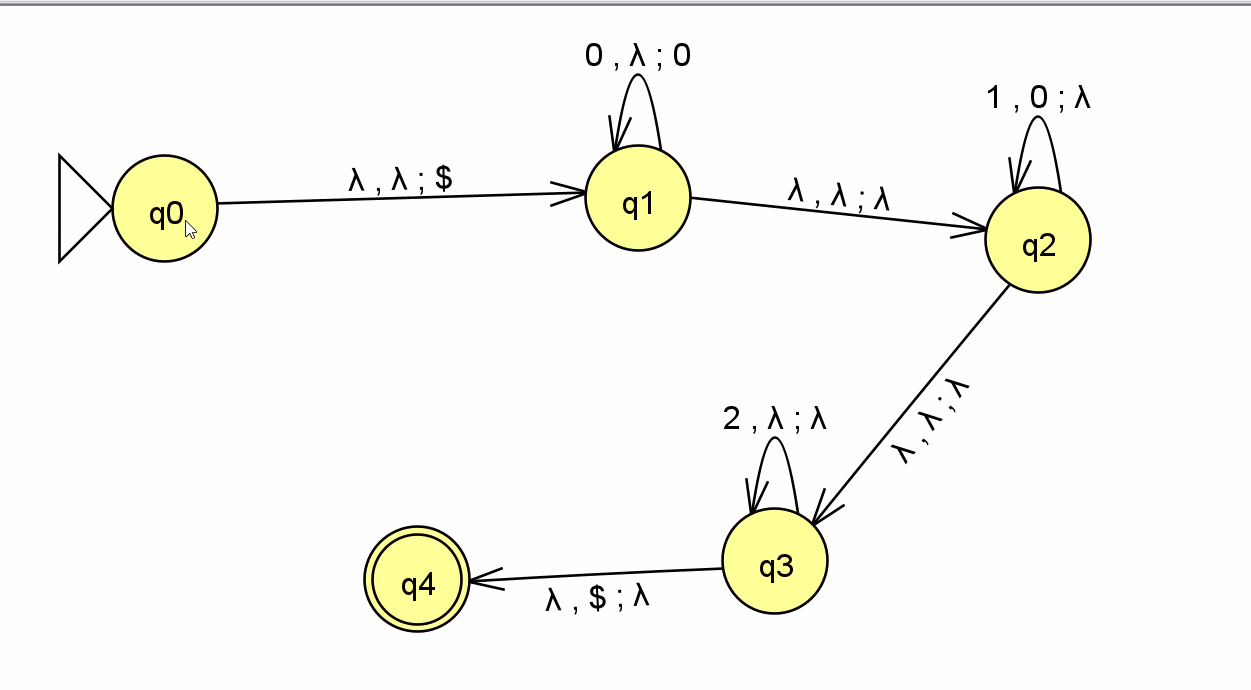 0 , λ ; 0
1 , 0 ; λ
q0
λ , λ ; $
q1
λ , λ ; λ
q2
λ , λ ; λ
2 , λ ; λ
q3
λ , $ ; λ
q4